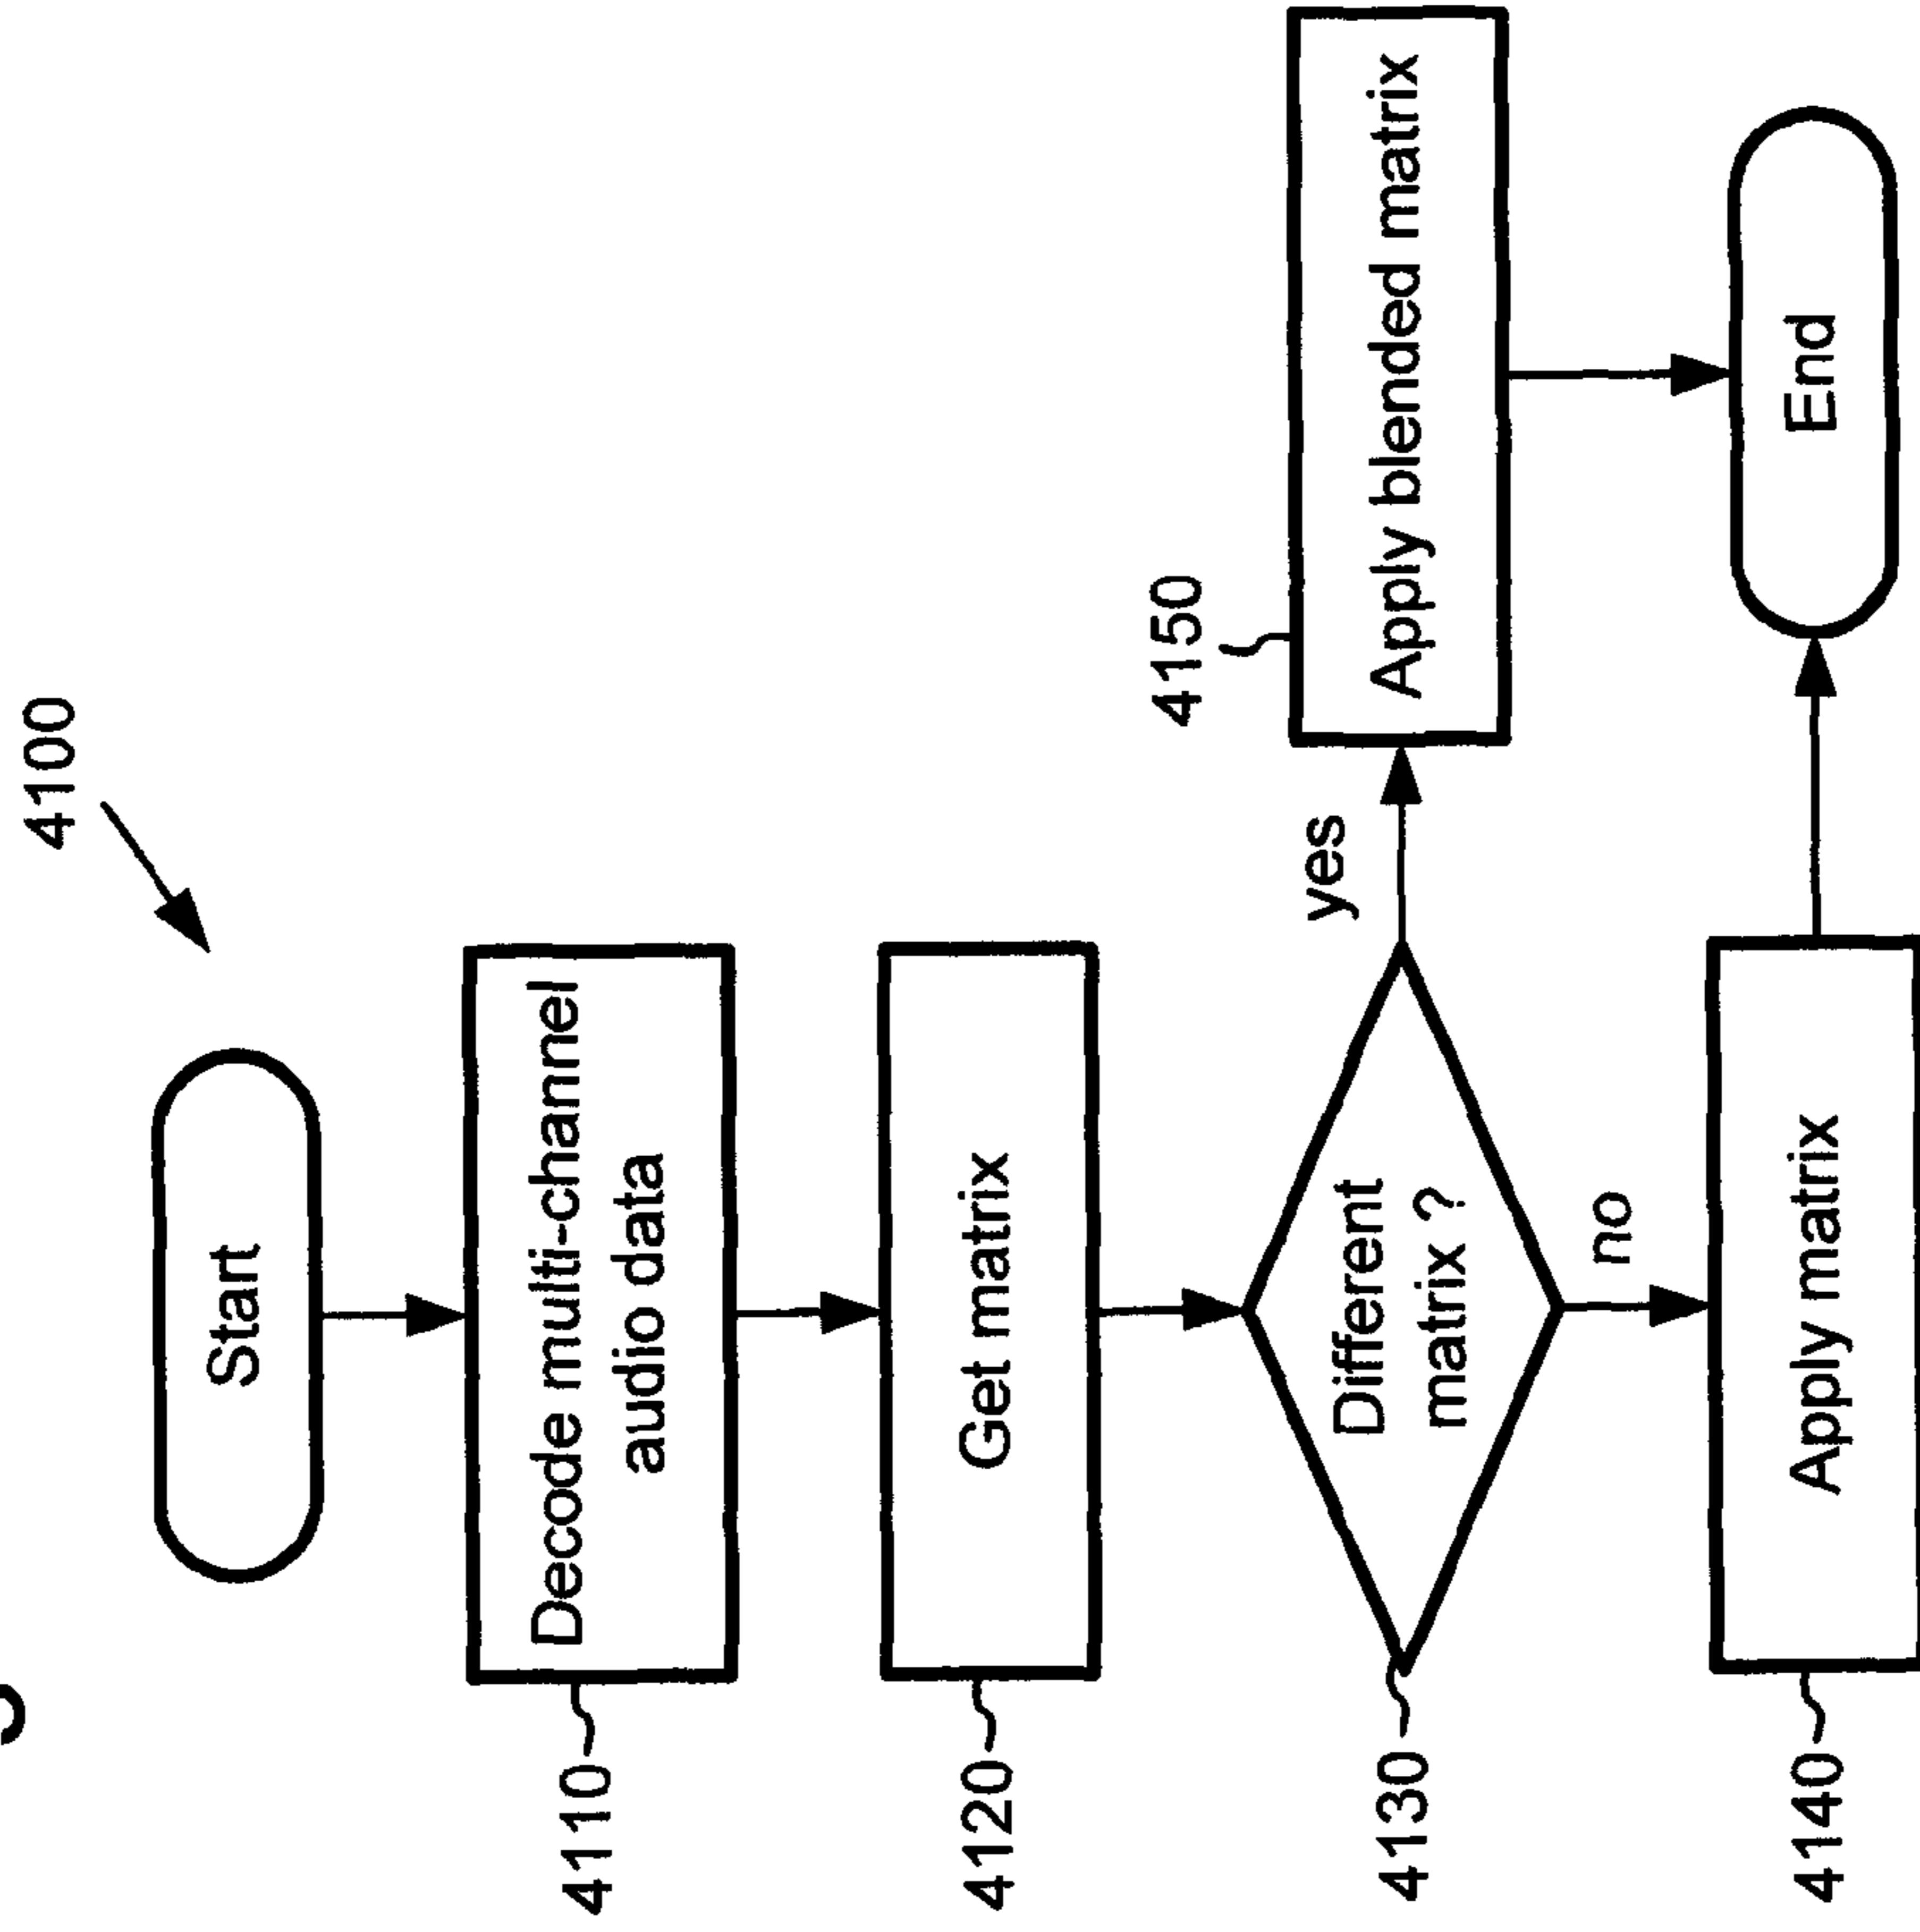 4100
Start
4110
Decode multi-channel
audio data
4120
Get matrix
4130
Different
matrix ?
yes
4150
Apply blended matrix
no
4140
Apply matrix
End